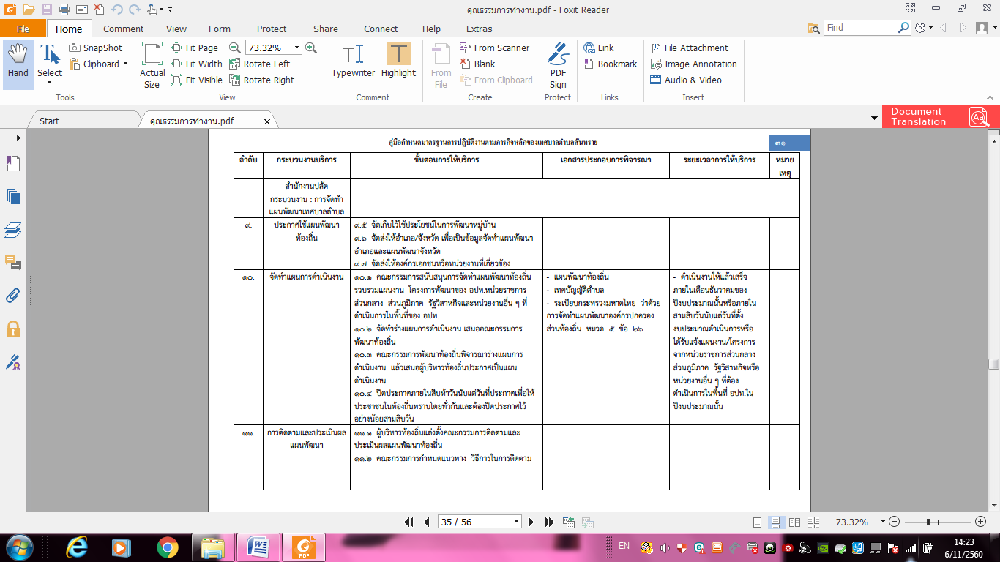 คุณธรรมการทำงาน.pdf - Foxit Reader
File Home Comment View Form Protect Share Connect Help Extras Find
Hand
Select
SnapShot
Clipboard
Tools
Actual Size
Fit Page
Fit Width
Fit Visible
73.32%
Rotate Left
Rotate Right
View
Typewriter
Highlight
Comment
From File
From Scanner
Blank
From Clipboard
Create
PDF Sign
Protect
Link
Bookmark
Links
File Attachment
Image Annotation
Audio & Video
Insert
Start
คุณธรรมการทำงาน.pdf
Document Translation
คู่มือกำหนดมาตรฐานการปฏิบัติงานตามภารกิจหลักของเทศบาลตำบลสันทราย
๓๑
ลำดับ กระบวนงานบริการ ขั้นตอนการให้บริการ เอกสารประกอบการพิจารณา ระยะเวลาการให้บริการ หมาย
เหตุ
สำนักงานปลัด
กระบวนงาน : การจัดทำ
แผนพัฒนาเทศบาลตำบล
๙.
ประกาศใช้แผนพัฒนา
ท้องถิ่น
๙.๕ จัดเก็บไว้ใช้ประโยชน์ในการพัฒนาหมู่บ้าน
๙.๖ จัดส่งให้อำเภอ/จังหวัด เพื่อเป็นข้อมูลจัดทำแผนพัฒนา
อำเภอและแผนพัฒนาจังหวัด
๙.๗ จัดส่งให้องค์กรเอกชนหรือหน่วยงานที่เกี่ยวข้อง
๑๐.
จัดทำแผนการดำเนินงาน
๑๐.๑ คณะกรรมการสนับสนุนการจัดทำแผนพัฒนาท้องถิ่น
รวบรวมแผนงาน โครงการพัฒนาของ อปท.หน่วยราชการ
ส่วนกลาง ส่วนภูมิภาค รัฐวิสาหกิจและหน่วยงานอื่น ๆ ที่
ดำเนินการในพื้นที่ของ อปท.
๑๐.๒ จัดทำร่างแผนการดำเนินงาน เสนอคณะกรรมการ
พัฒนาท้องถิ่น
๑๐.๓ คณะกรรมการพัฒนาท้องถิ่นพิจารณาร่างแผนการ
ดำเนินงาน แล้วเสนอผู้บริหารท้องถิ่นประกาศเป็นแผน
ดำเนินงาน
๑๐.๔ ปิดประกาศภายในสิบห้าวันนับแต่วันที่ประกาศเพื่อให้
ประชาชนในท้องถิ่นทราบโดยทั่วกันและต้องปิดประกาศไว้
อย่างน้อยสามสิบวัน
- แผนพัฒนาท้องถิ่น
- เทศบัญญัติตำบล
- ระเบียบกระทรวงมหาดไทย ว่าด้วย
การจัดทำแผนพัฒนาองค์กรปกครอง
ส่วนท้องถิ่น หมวด ๕ ข้อ ๒๖
- ดำเนินงานให้แล้วเสร็จ
ภายในเดือนธันวาคมของ
ปีงบประมาณนั้นหรือภายใน
สามสิบวันนับแต่วันที่ตั้ง
งบประมาณดำเนินการหรือ
ได้รับแจ้งแผนงาน/โครงการ
จากหน่วยราชการส่วนกลาง
ส่วนภูมิภาค รัฐวิสาหกิจหรือ
หน่วยงานอื่น ๆ ที่ต้อง
ดำเนินการในพื้นที่ อปท.ใน
ปีงบประมาณนั้น
๑๑.
การติดตามและประเมินผล
แผนพัฒนา
๑๑.๑ ผู้บริหารท้องถิ่นแต่งตั้งคณะกรรมการติดตามและ
ประเมินผลแผนพัฒนาท้องถิ่น
๑๑.๒ คณะกรรมการกำหนดแนวทาง วิธีการในการติดตาม
35 / 56
73.32%
EN
14:23
6/11/2560